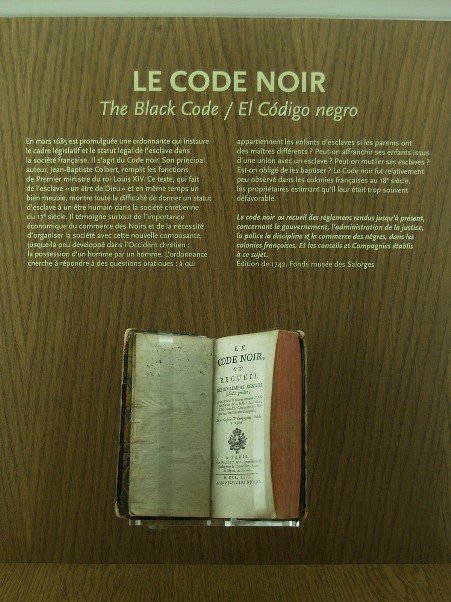 LE CODE NOIR
The Black Code / El Código negro
En mars 1685 est promulguée une ordonnance qui instaure
le cadre législatif et le statut légal de l'esclave dans
la société française. Il s'agit du Code noir. Son principal
auteur, Jean-Baptiste Colbert, remplit les fonctions
de Premier ministre du roi Louis XIV. Ce texte, qui fait
de l'esclave « un être de Dieu » et en même temps un
bien meuble, montre toute la difficulté de donner un statut
d'esclave à un être humain dans la société chrétienne
du 17e siècle. Il témoigne surtout de l'importance
économique du commerce des Noirs et de la nécessité
d'organiser la société avec cette nouvelle composante,
jusque-là peu développé dans l'Occident chrétien :
la possession d'un homme par un homme. L'ordonnance
cherche à répondre à des questions pratiques : à qui
appartiennent les enfants d'esclaves si les parents ont
des maîtres différents ? Peut-on affranchir ses enfants issus
d'une union avec un esclave ? Peut-on mutiler ses esclaves ?
Est-on obligé de les baptiser ? Le Code noir fut relativement
peu observé dans les colonies françaises au 18e siècle,
les propriétaires estimant qu'il leur était trop souvent
défavorable.
Le code noir ou recueil des règlemens rendus jusqu'à présent,
concernant le gouvernement, l'administration de la justice,
la police la discipline et le commerce des nègres, dans les
colonies françaises. Et les conseils et Compagnies établis
à ce sujet.
Edition de 1742. Fonds musée des Salorges
LE
CODE NOIR,
OU
RECUEIL
A PARIS